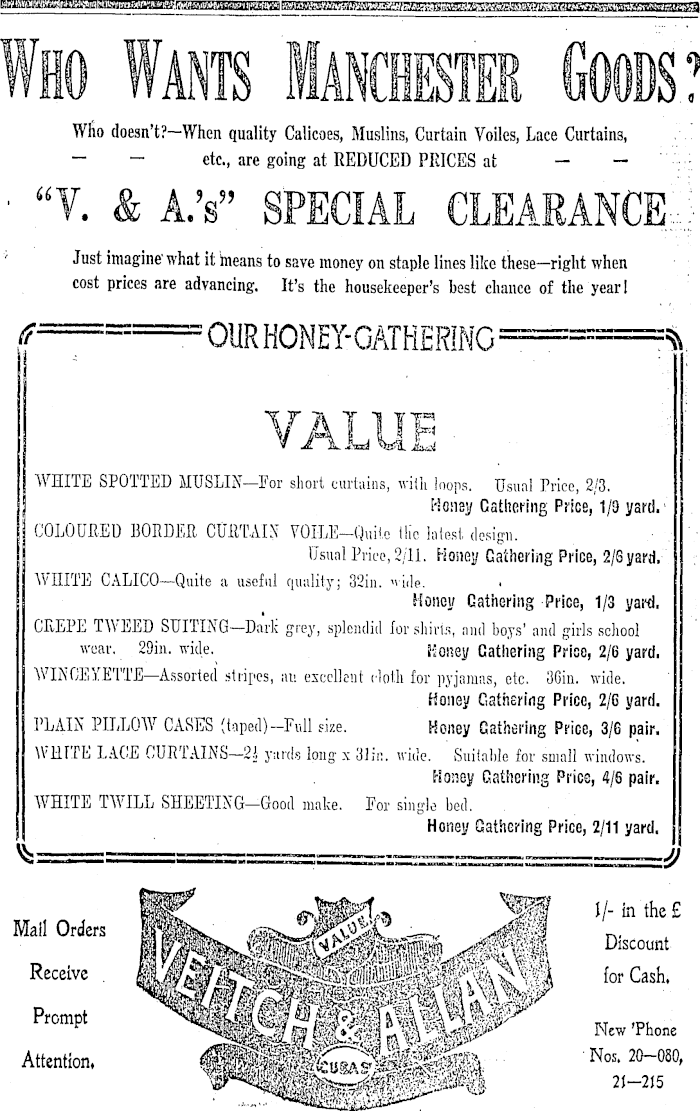 WHO WANTS MANCHESTER GOODS?
Who doesn't?—When quality Calicoes, Muslins, Curtain Voiles, Lace Curtains,
— — etc., are going at REDUCED PRICES at — —
"V. & A.'s" SPECIAL CLEARANCE
Just imagine what it means to save money on staple lines like these—right when
cost prices are advancing. It's the housekeeper's best chance of the year!
OUR HONEY-GATHERING
VALUE
WHITE SPOTTED MUSLIN—For short curtains, with loops. Usual Price, 2/3.
Honey Gathering Price, 1/9 yard.
COLOURED BORDER CURTAIN VOILE—Quite the latest design.
Usual Price, 2/11. Honey Gathering Price, 2/6 yard.
WHITE CALICO—Quite a useful quality; 32in. wide.
Honey Gathering Price, 1/3 yard.
CREPE TWEED SUITING—Dark grey, splendid for shirts, and boys' and girls school
wear. 29in. wide. Honey Gathering Price, 2/6 yard.
WINCEYETTE—Assorted stripes, an excellent cloth for pyjamas, etc. 36in. wide.
Honey Gathering Price, 2/6 yard.
PLAIN PILLOW CASES (taped)—Full size. Honey Gathering Price, 3/6 pair.
WHITE LACE CURTAINS—2½ yards long x 31in. wide. Suitable for small windows.
Honey Gathering Price, 4/6 pair.
WHITE TWILL SHEETING—Good make. For single bed.
Honey Gathering Price, 2/11 yard.
Mail Orders
Receive
Prompt
Attention.
VALUE
VEITCH & ALLAN
CUBAS
1/- in the £
Discount
for Cash.
New 'Phone
Nos. 20—080,
21—215